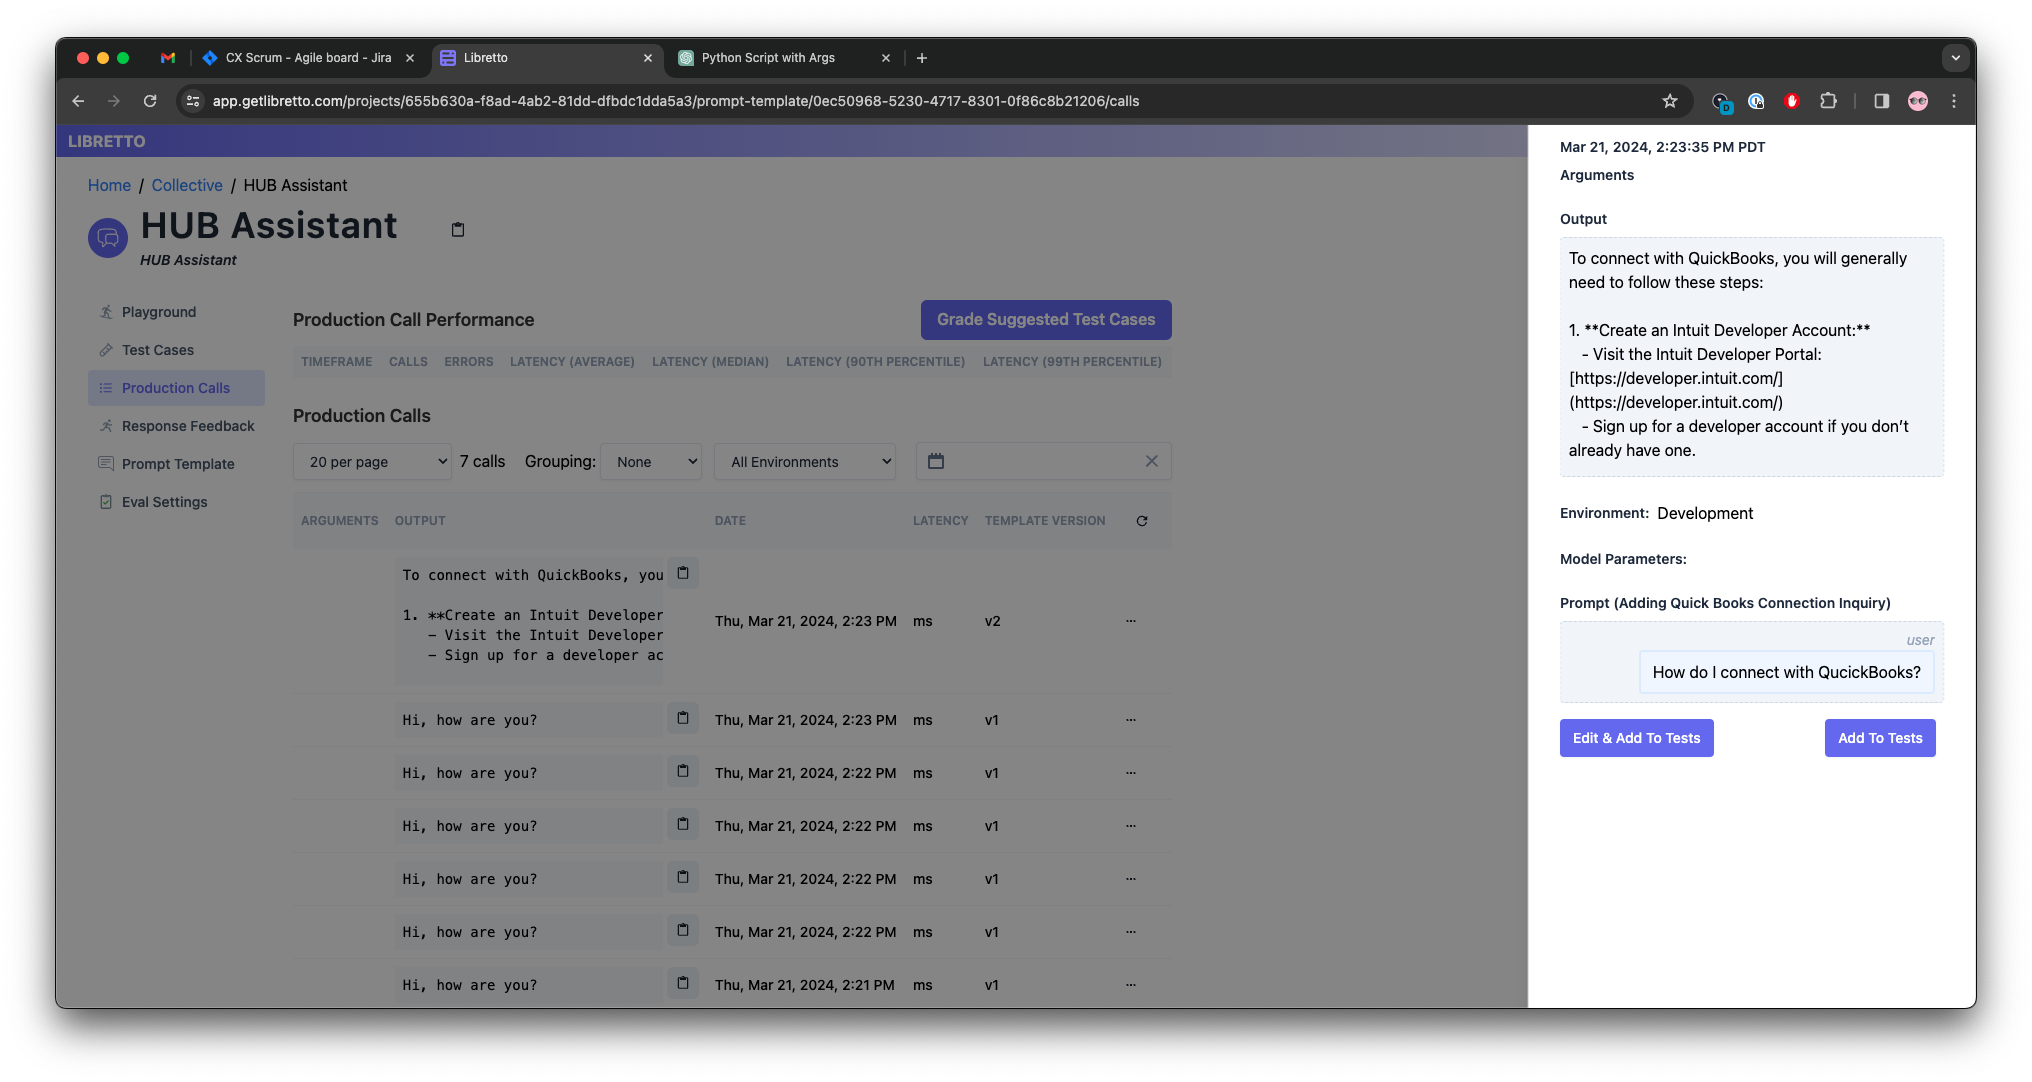 CX Scrum - Agile board - Jira
Libretto
Python Script with Args
app.getlibretto.com/projects/655b630a-f8ad-4ab2-81dd-dfbdc1dda5a3/prompt-template/0ec50968-5230-4717-8301-0f86c8b21206/calls
LIBRETTO
Home / Collective / HUB Assistant
HUB Assistant
HUB Assistant
Playground
Test Cases
Production Calls
Response Feedback
Prompt Template
Eval Settings
Production Call Performance
Grade Suggested Test Cases
TIMEFRAME CALLS ERRORS LATENCY (AVERAGE) LATENCY (MEDIAN) LATENCY (90TH PERCENTILE) LATENCY (99TH PERCENTILE)
Production Calls
20 per page 7 calls Grouping: None All Environments
ARGUMENTS OUTPUT DATE LATENCY TEMPLATE VERSION
To connect with QuickBooks, you
1. **Create an Intuit Developer
- Visit the Intuit Developer
- Sign up for a developer ac
Thu, Mar 21, 2024, 2:23 PM ms v2 ...
Hi, how are you? Thu, Mar 21, 2024, 2:23 PM ms v1 ...
Hi, how are you? Thu, Mar 21, 2024, 2:22 PM ms v1 ...
Hi, how are you? Thu, Mar 21, 2024, 2:22 PM ms v1 ...
Hi, how are you? Thu, Mar 21, 2024, 2:22 PM ms v1 ...
Hi, how are you? Thu, Mar 21, 2024, 2:22 PM ms v1 ...
Hi, how are you? Thu, Mar 21, 2024, 2:21 PM ms v1 ...
Mar 21, 2024, 2:23:35 PM PDT
Arguments
Output
To connect with QuickBooks, you will generally
need to follow these steps:
1. **Create an Intuit Developer Account:**
- Visit the Intuit Developer Portal:
[https://developer.intuit.com/]
(https://developer.intuit.com/)
- Sign up for a developer account if you don't
already have one.
Environment: Development
Model Parameters:
Prompt (Adding Quick Books Connection Inquiry)
user
How do I connect with QucickBooks?
Edit & Add To Tests
Add To Tests